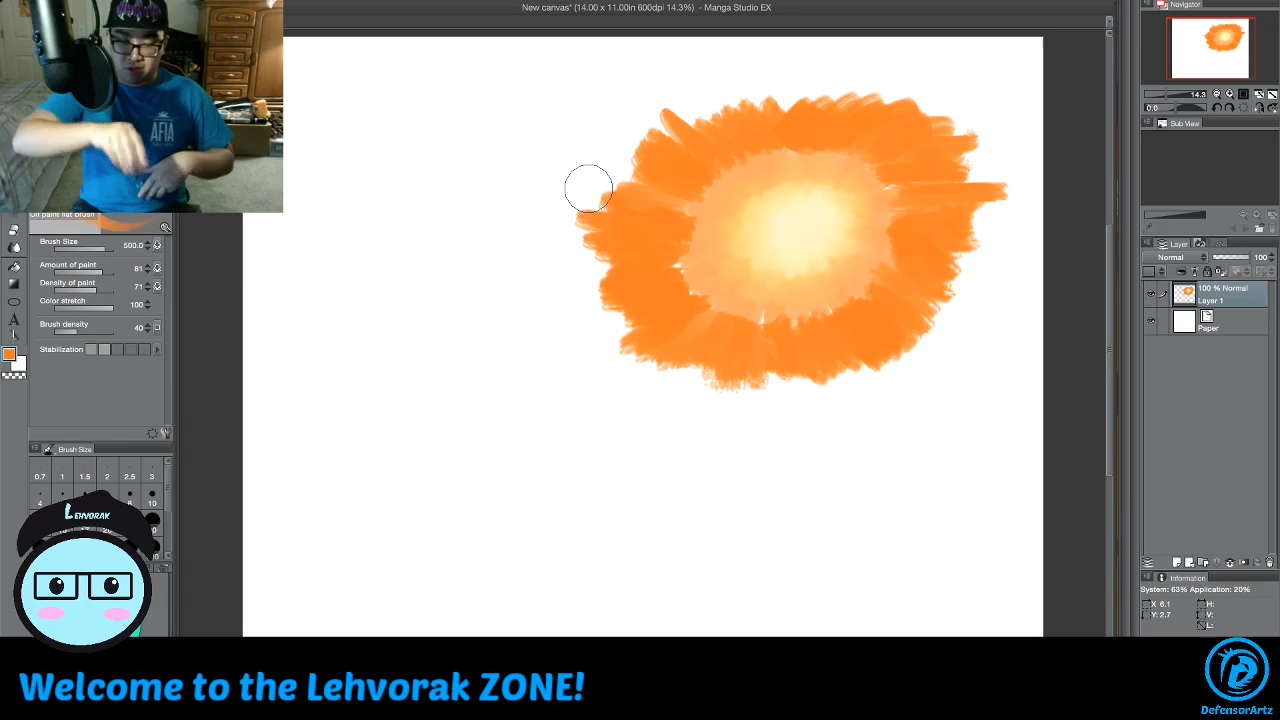 New canvas* (14.00 x 11.00in 600dpi 14.3%) - Manga Studio EX
Navigator
14.3
0.0
Sub View
AFIA
Oil paint flat brush
Brush Size 500.0
Amount of paint 81
Density of paint 71
Color stretch 100
Brush density 40
Stabilization
A
Layer
Normal 100
100 % Normal
Layer 1
Paper
Brush Size
0.7 1 1.5 2 2.5 3
4 8 10
LEHVORAK
Information
System: 63% Application: 20%
X 6.1 H:
Y: 2.7 V:
L:
Welcome to the Lehvorak ZONE!
DefensorArtz